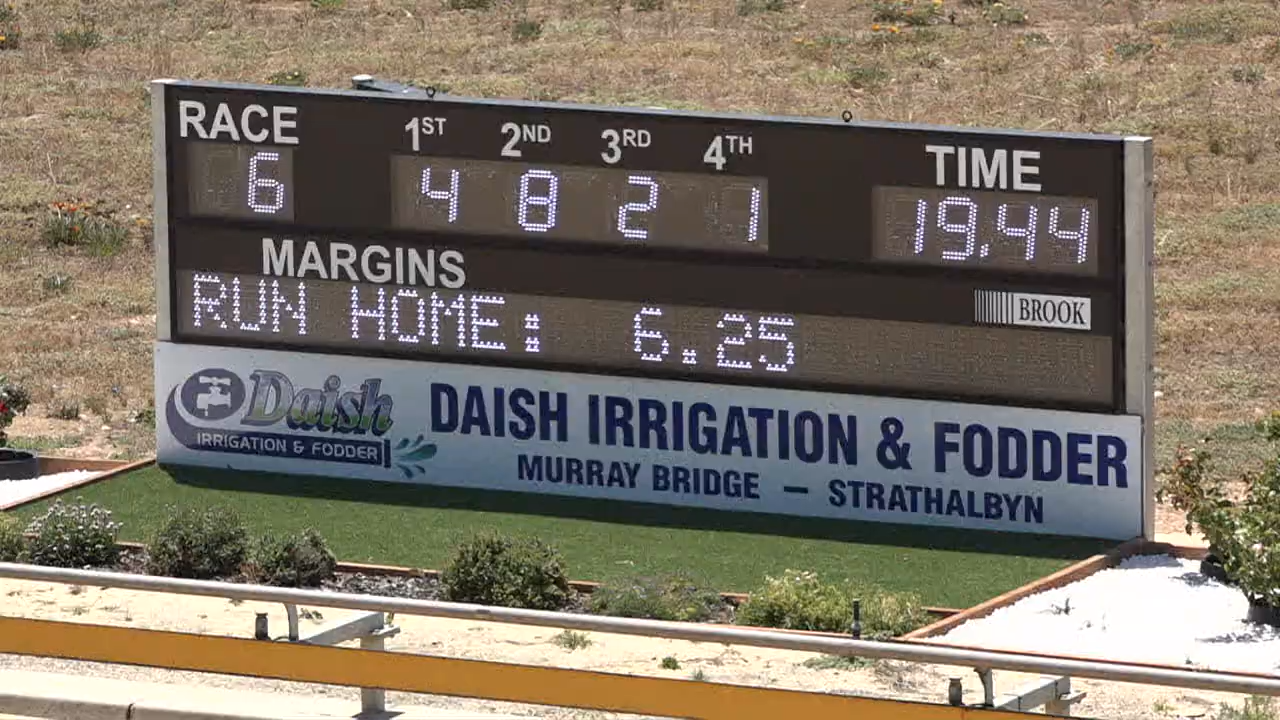 RACE 1ST 2ND 3RD 4TH TIME
6 4 8 2 1 19.44
MARGINS
BROOK
RUN HOME: 6.25
Daish
IRRIGATION & FODDER
DAISH IRRIGATION & FODDER
MURRAY BRIDGE – STRATHALBYN